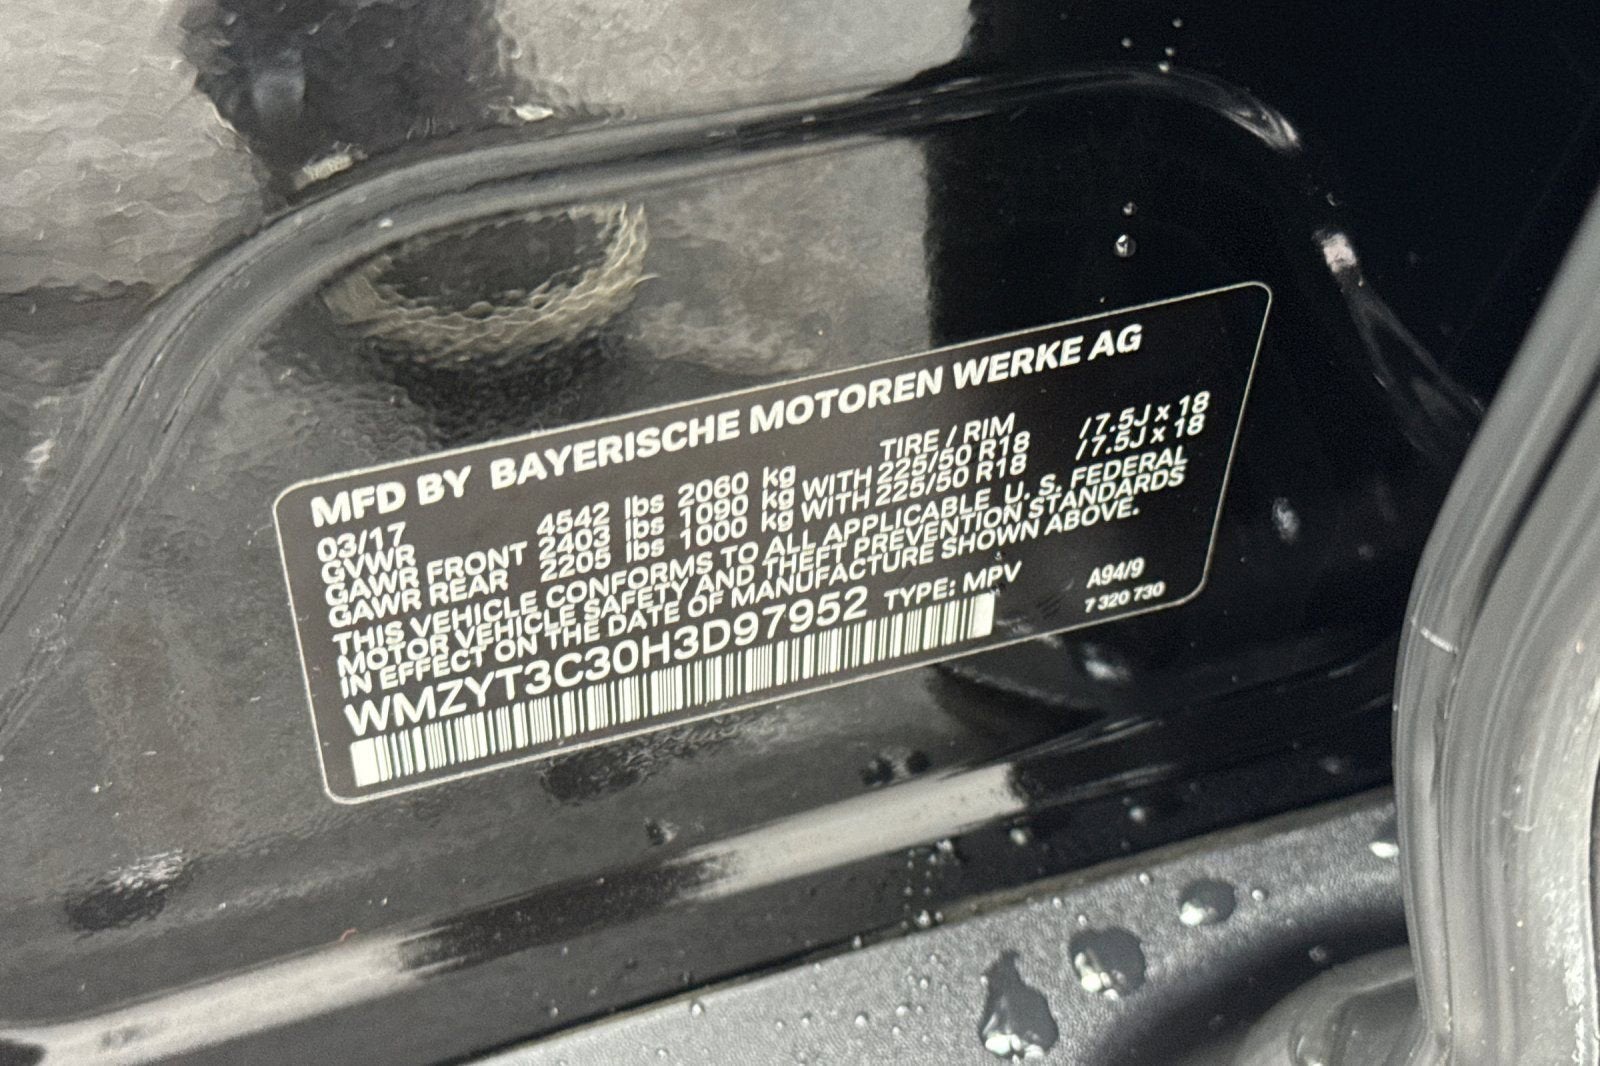 MFD BY BAYERISCHE MOTOREN WERKE AG
03/17 TIRE / RIM
GVWR 4542 lbs 2060 kg
GAWR FRONT 2403 lbs 1090 kg WITH 225/50 R18 / 7.5J x 18
GAWR REAR 2205 lbs 1000 kg WITH 225/50 R18 / 7.5J x 18
THIS VEHICLE CONFORMS TO ALL APPLICABLE U. S. FEDERAL
MOTOR VEHICLE SAFETY AND THEFT PREVENTION STANDARDS
IN EFFECT ON THE DATE OF MANUFACTURE SHOWN ABOVE.
WMZYT3C30H3D97952 TYPE: MPV A94/9
7 320 730